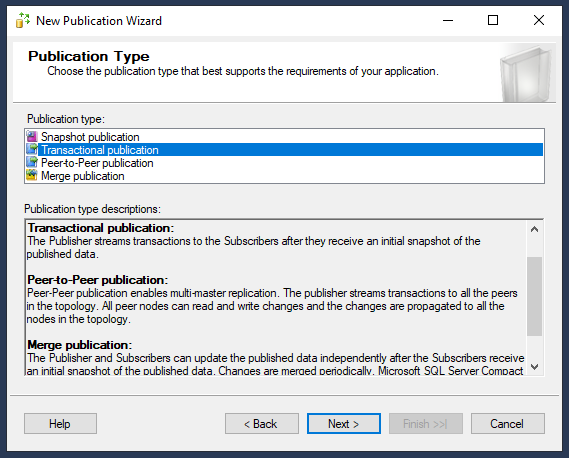 New Publication Wizard
Publication Type
Choose the publication type that best supports the requirements of your application.
Publication type:
Snapshot publication
Transactional publication
Peer-to-Peer publication
Merge publication
Publication type descriptions:
Transactional publication:
The Publisher streams transactions to the Subscribers after they receive an initial snapshot of the
published data.
Peer-to-Peer publication:
Peer-Peer publication enables multi-master replication. The publisher streams transactions to all the peers
in the topology. All peer nodes can read and write changes and the changes are propagated to all the
nodes in the topology.
Merge publication:
The Publisher and Subscribers can update the published data independently after the Subscribers receive
an initial snapshot of the published data. Changes are merged periodically. Microsoft SQL Server Compact
Help
< Back
Next >
Finish >>|
Cancel